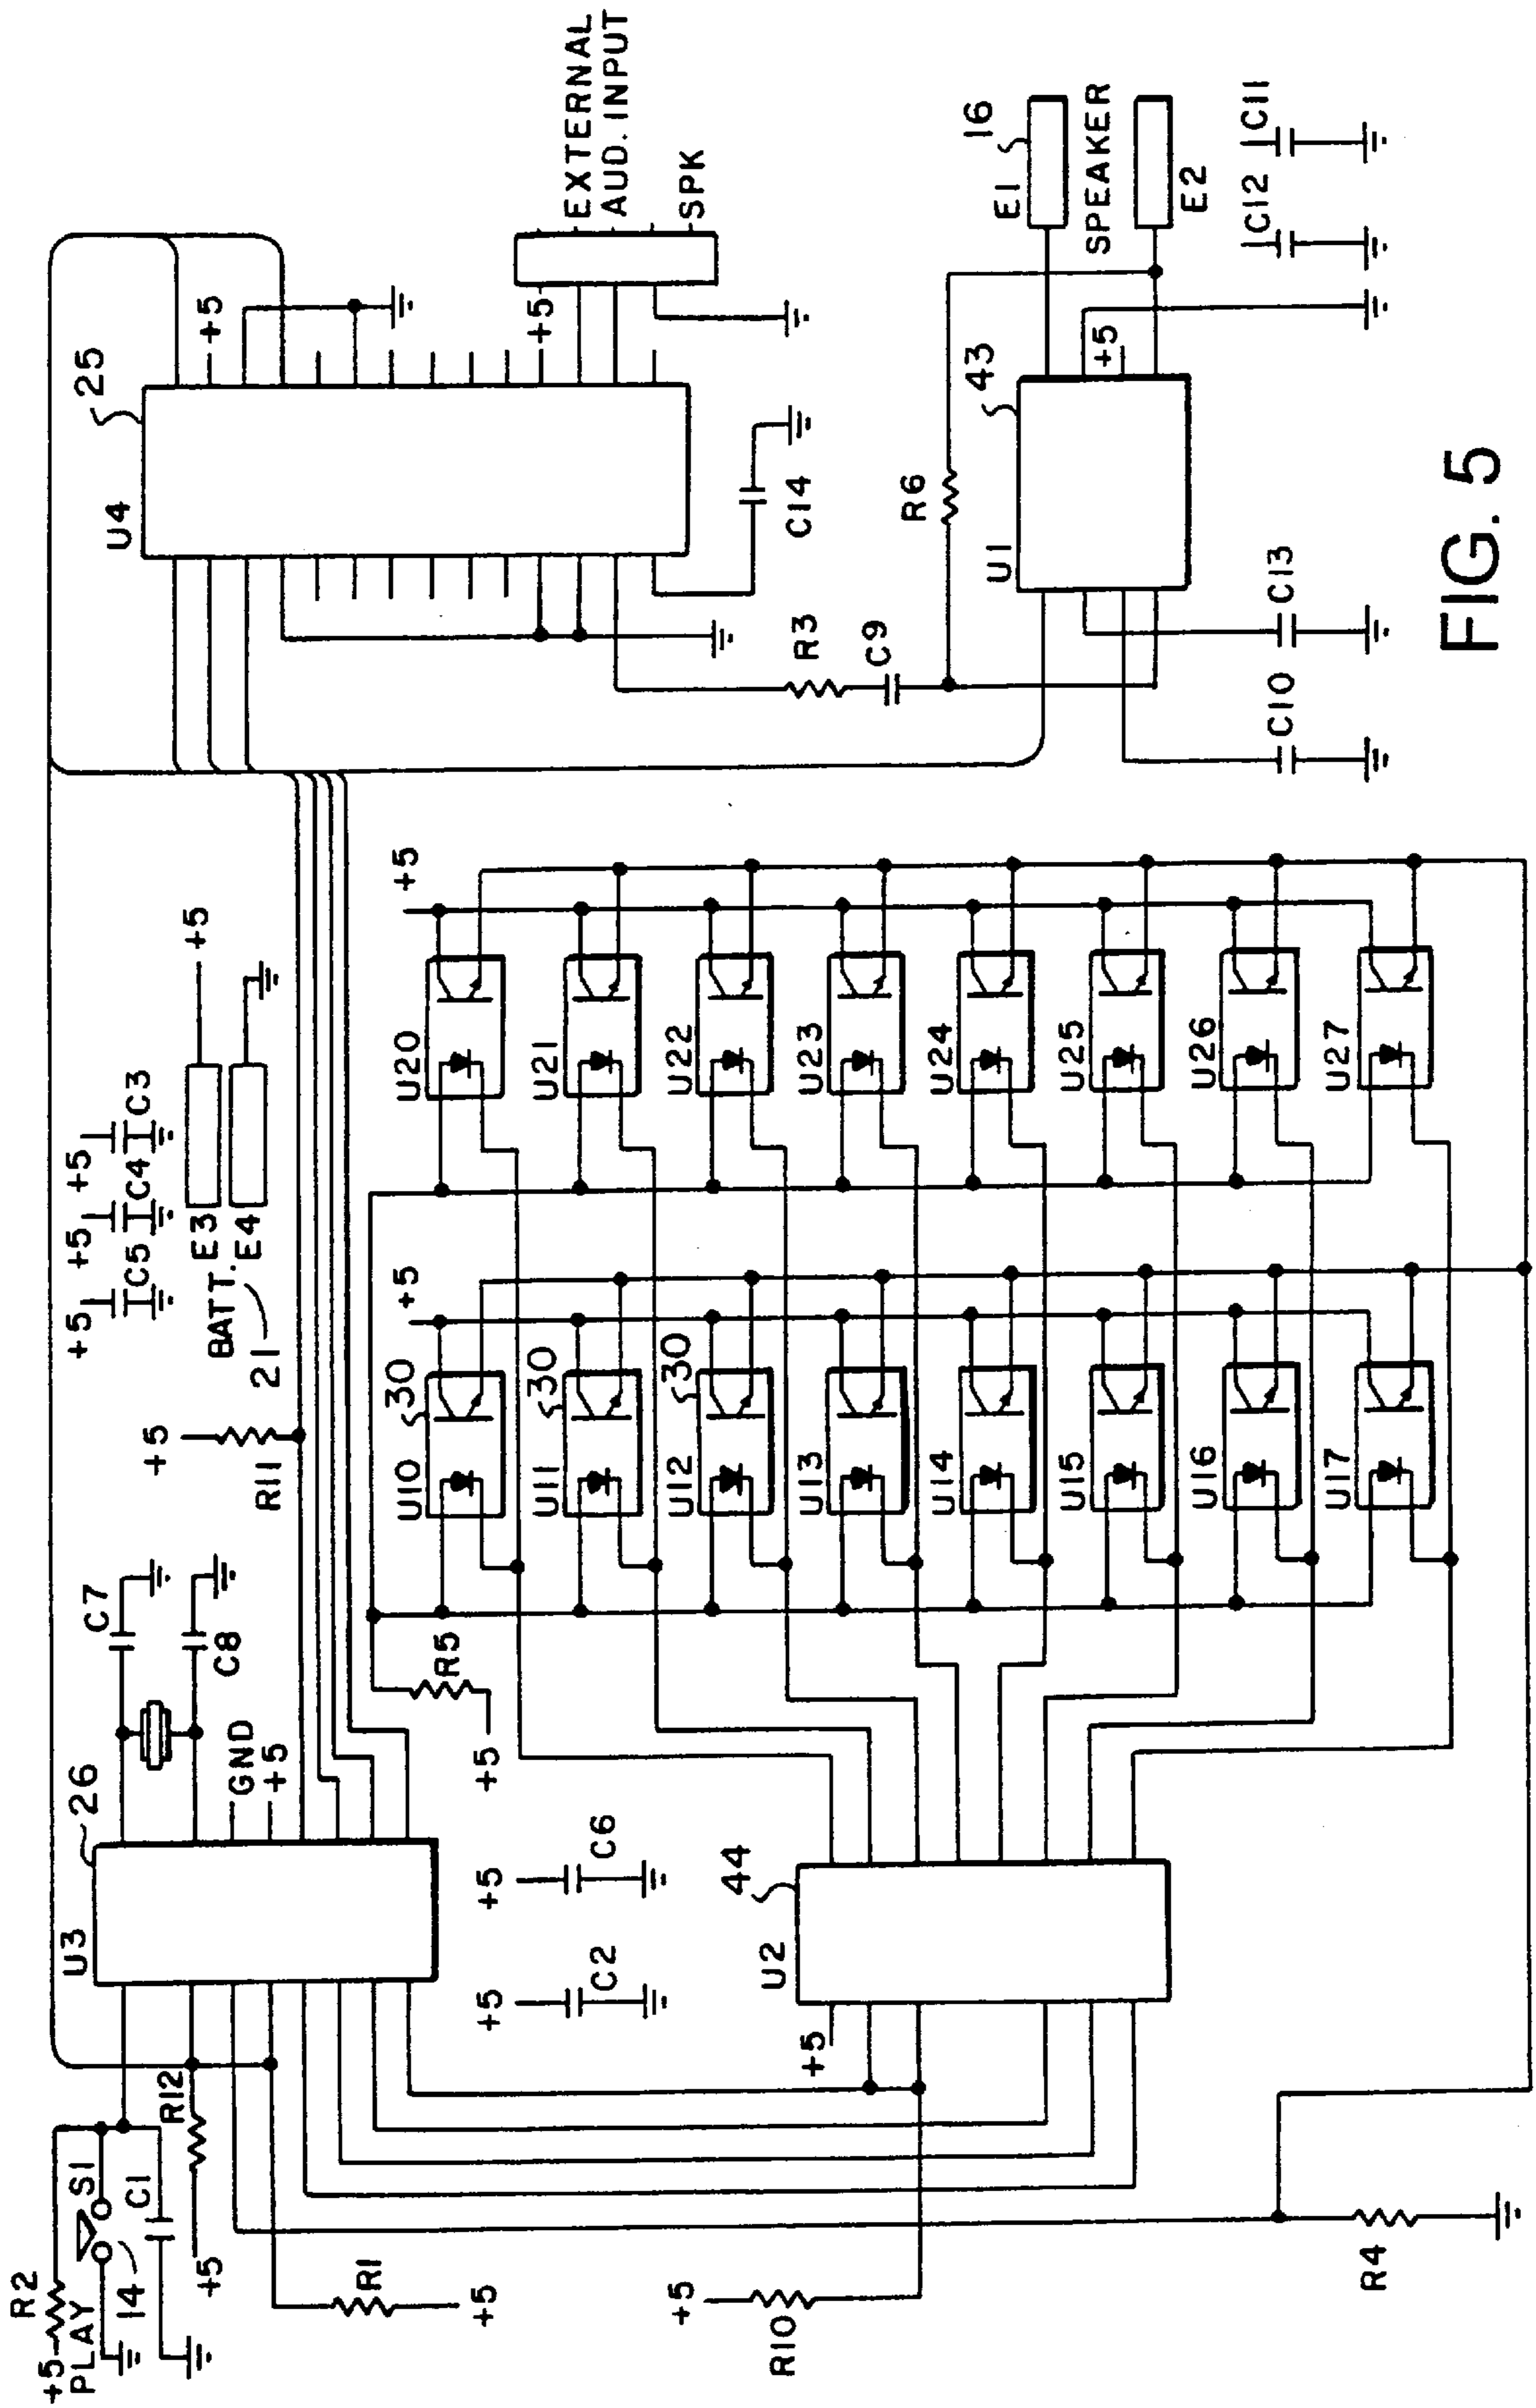 R2
+5
PLAY
S1
14
C1
R12
+5
R1
+5
U3
26
GND
+5
C7
C8
+5
R11
+5
+5
+5
C5
C4
C3
BATT.
21
E3
E4
+5
U4
25
+5
+5
EXTERNAL
AUD. INPUT
SPK
C14
+5
C2
+5
C6
R5
+5
+5
R10
U2
44
+5
R4
+5
U10
30
U11
30
U12
30
U13
U14
U15
U16
U17
+5
U20
U21
U22
U23
U24
U25
U26
U27
R3
C9
R6
U1
43
+5
E1
16
SPEAKER
E2
C10
C13
C12
C11
FIG. 5